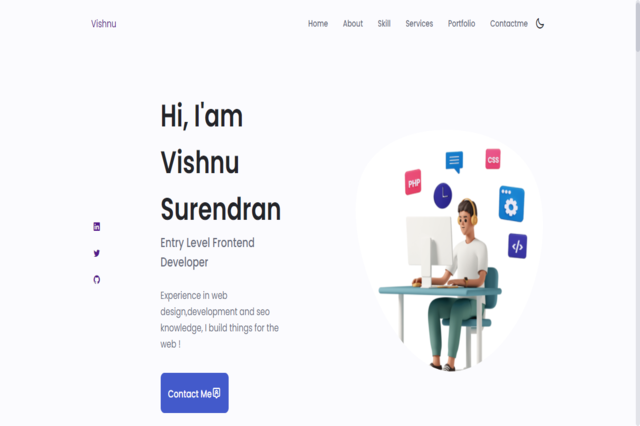 Vishnu
Home About Skill Services Portfolio Contactme
Hi, I'am
Vishnu
Surendran
Entry Level Frontend
Developer
Experience in web
design,development and seo
knowledge, I build things for the
web !
Contact Me
PHP
CSS